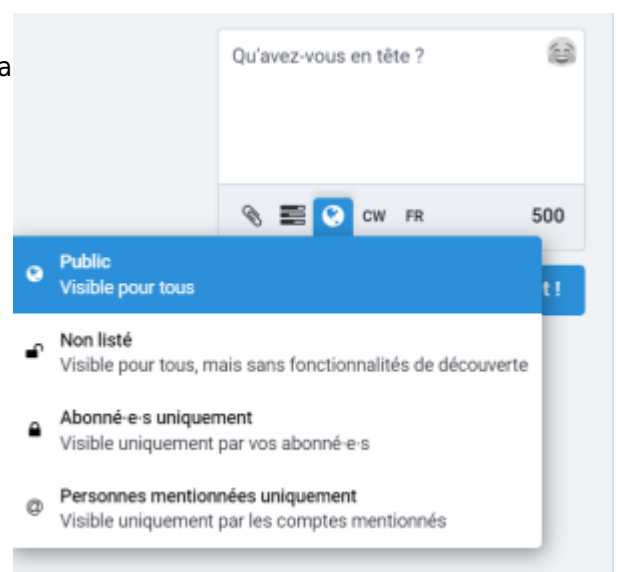 a
Qu'avez-vous en tête ?
CW FR 500
Public
Visible pour tous
t !
Non listé
Visible pour tous, mais sans fonctionnalités de découverte
Abonné·e·s uniquement
Visible uniquement par vos abonné·e·s
@ Personnes mentionnées uniquement
Visible uniquement par les comptes mentionnés